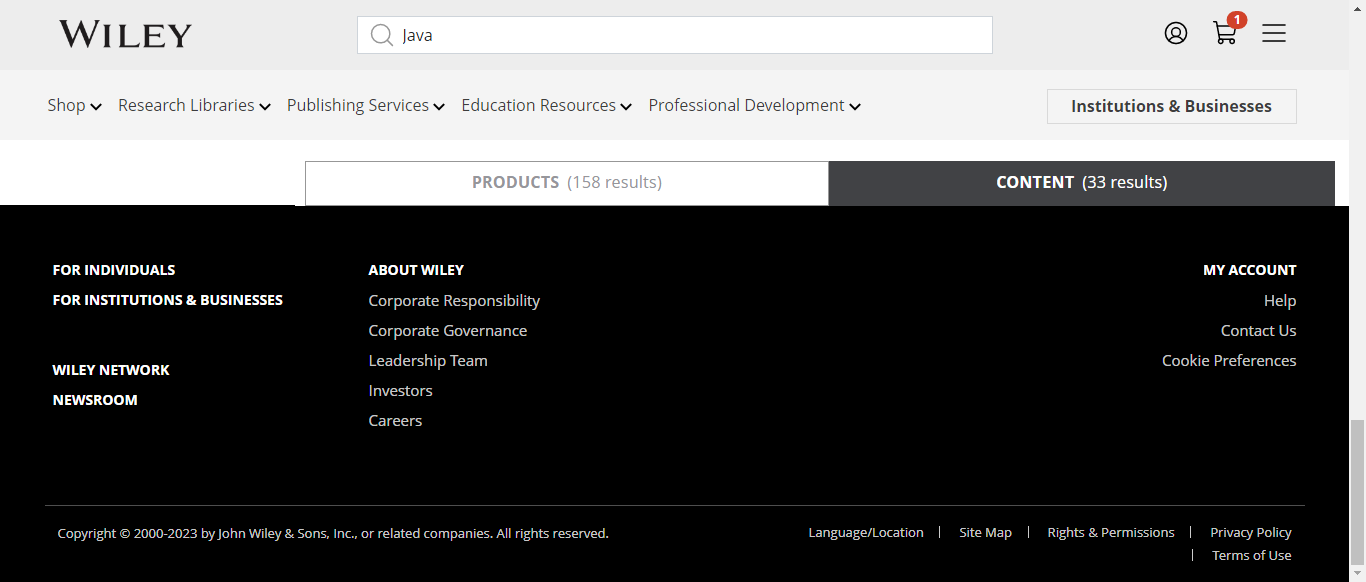 WILEY
Java
1
Shop Research Libraries Publishing Services Education Resources Professional Development
Institutions & Businesses
PRODUCTS (158 results)
CONTENT (33 results)
FOR INDIVIDUALS
FOR INSTITUTIONS & BUSINESSES
WILEY NETWORK
NEWSROOM
ABOUT WILEY
Corporate Responsibility
Corporate Governance
Leadership Team
Investors
Careers
MY ACCOUNT
Help
Contact Us
Cookie Preferences
Copyright © 2000-2023 by John Wiley & Sons, Inc., or related companies. All rights reserved.
Language/Location | Site Map | Rights & Permissions | Privacy Policy
| Terms of Use